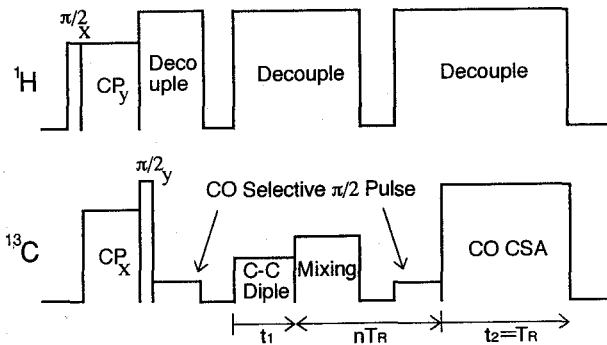 π/2x
¹H
CPy
Deco
uple
Decouple
Decouple
π/2y
CO Selective π/2 Pulse
¹³C
CPx
C-C
Diple
Mixing
CO CSA
t₁
nTR
t₂=TR